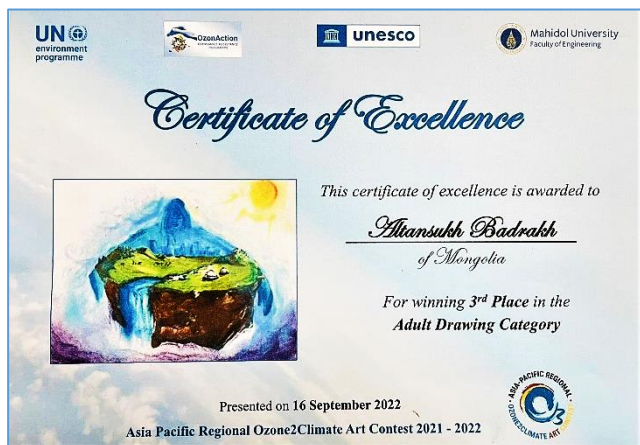 UN
environment
programme
OzonAction
unesco
Mahidol University
Faculty of Engineering
Certificate of Excellence
This certificate of excellence is awarded to
Altansukh Badrakh
of Mongolia
For winning 3rd Place in the
Adult Drawing Category
Presented on 16 September 2022
Asia Pacific Regional Ozone2Climate Art Contest 2021 - 2022
ASIA-PACIFIC REGIONAL
OZONE2CLIMATE ART